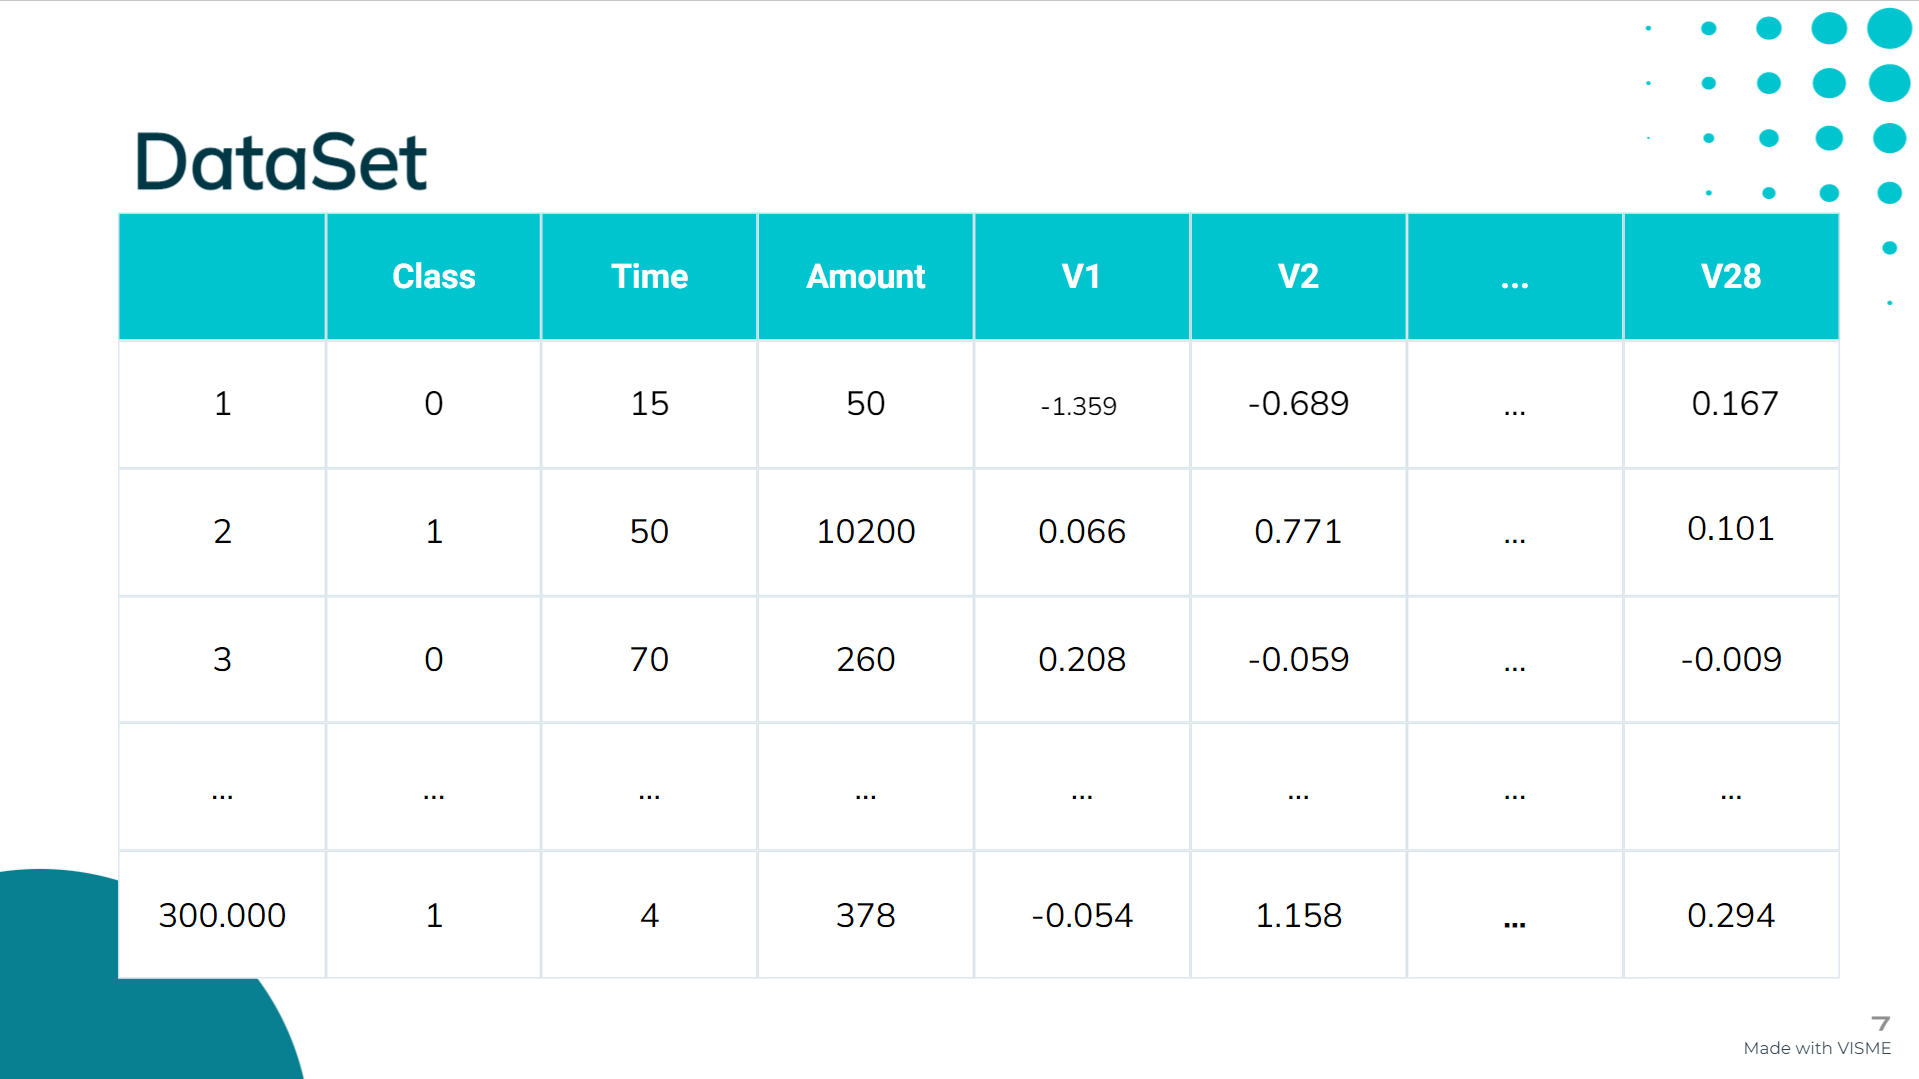 DataSet
Class Time Amount V1 V2 ... V28
1 0 15 50 -1.359 -0.689 ... 0.167
2 1 50 10200 0.066 0.771 ... 0.101
3 0 70 260 0.208 -0.059 ... -0.009
... ... ... ... ... ... ... ...
300.000 1 4 378 -0.054 1.158 ... 0.294
7
Made with VISME